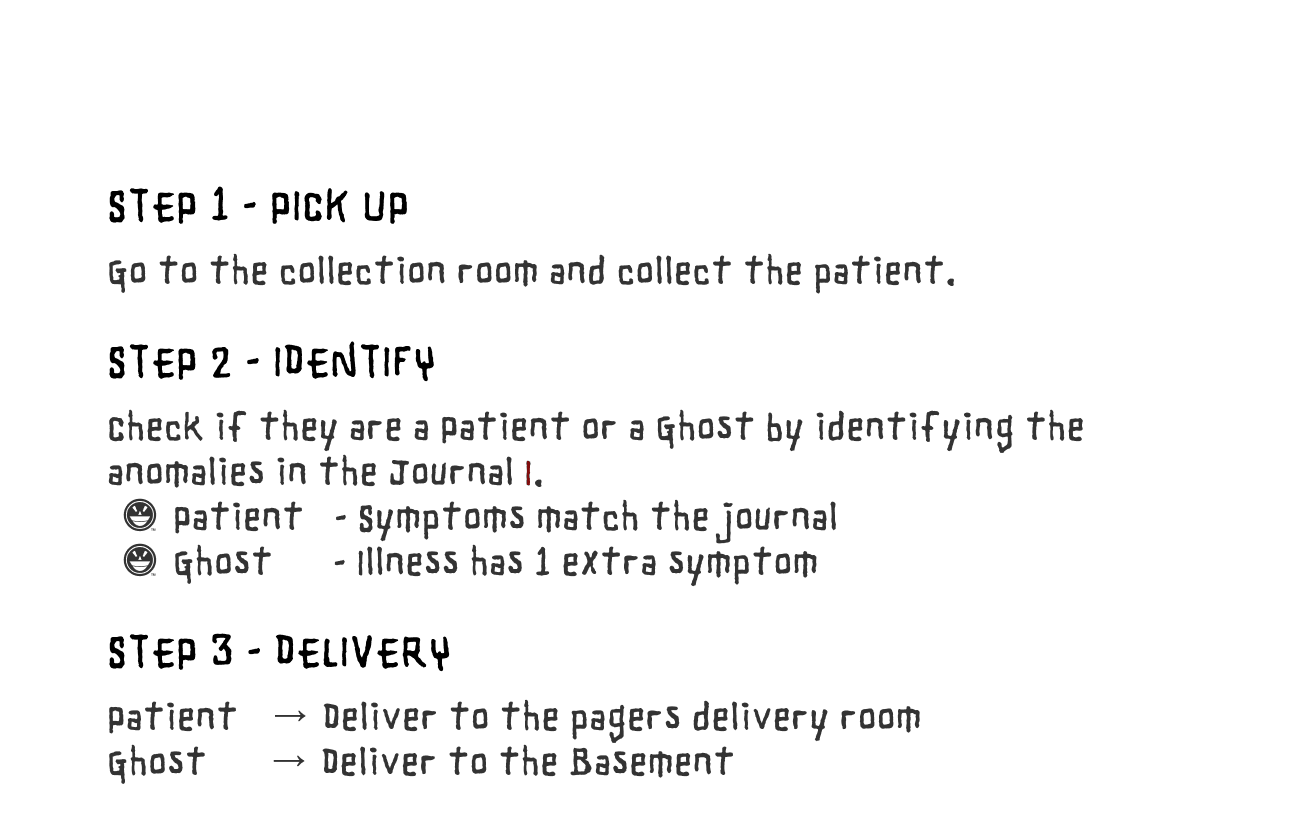 STEP 1 - PICK UP
Go to the collection room and collect the patient.
STEP 2 - IDENTIFY
Check if they are a Patient or a Ghost by identifying the
anomalies in the Journal I.
Patient - Symptoms match the journal
Ghost - Illness has 1 extra symptom
STEP 3 - DELIVERY
Patient → Deliver to the pagers delivery room
Ghost → Deliver to the Basement